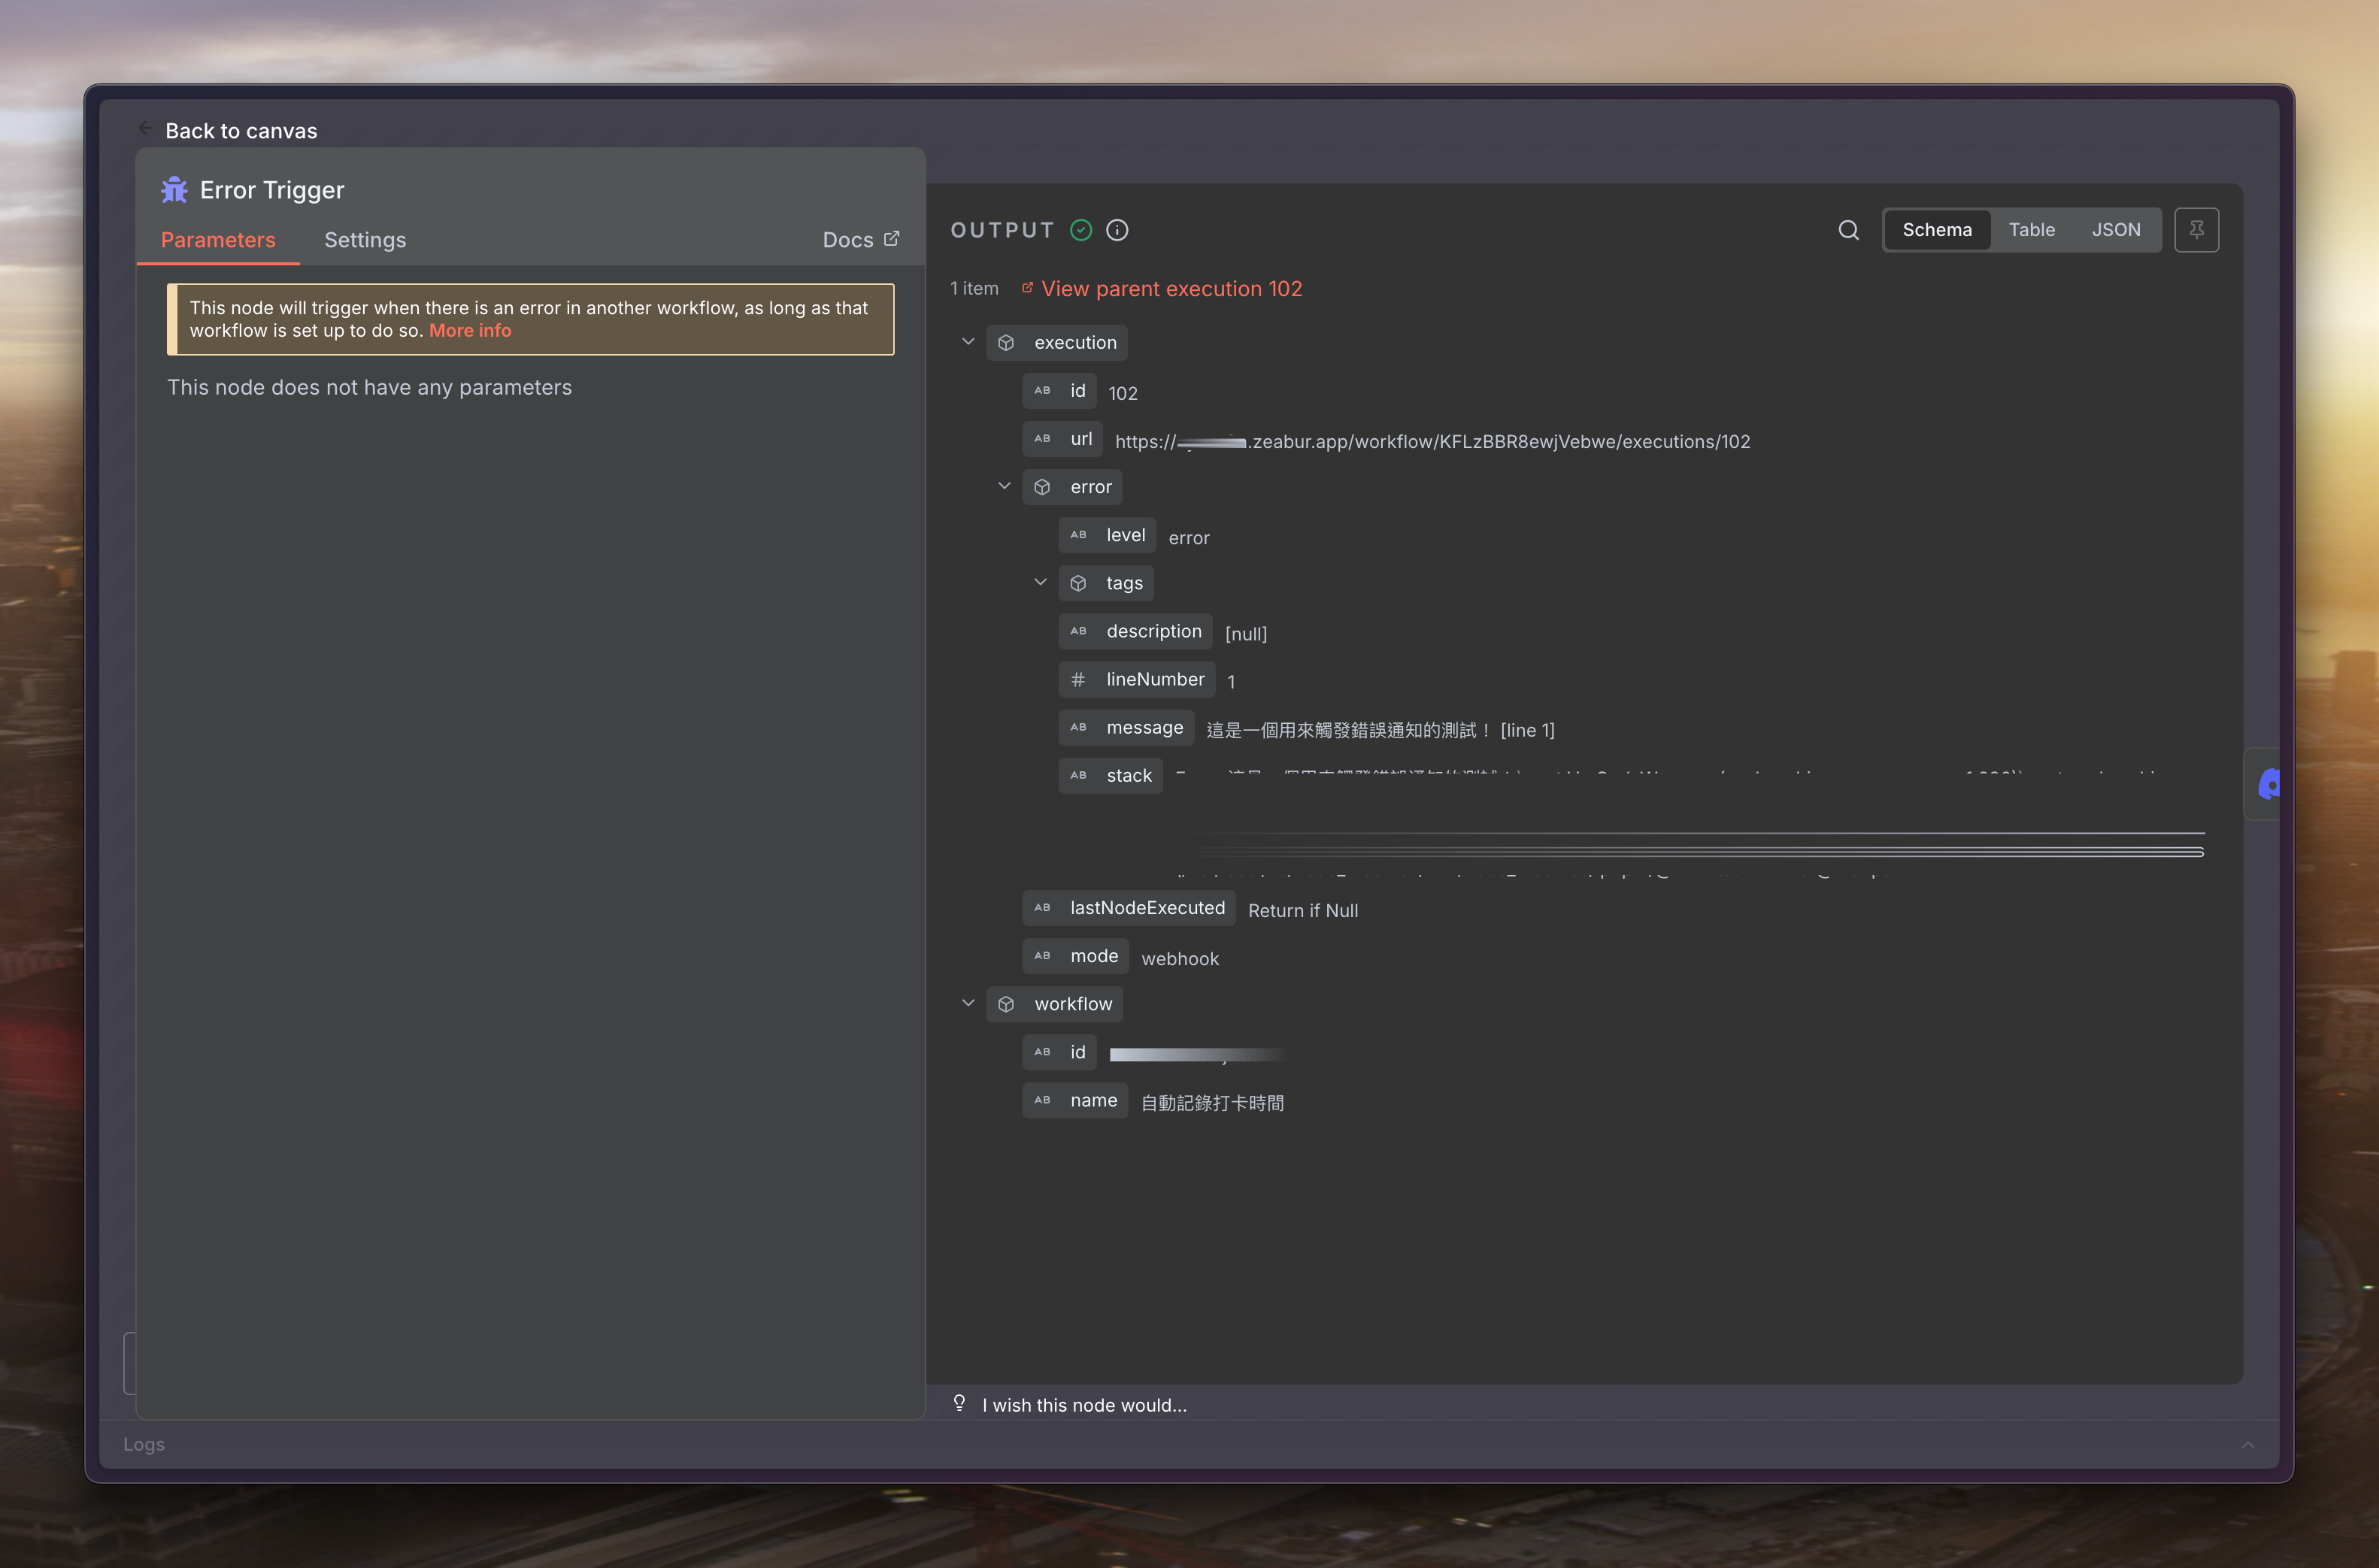 Back to canvas
Error Trigger
Parameters
Settings
Docs
This node will trigger when there is an error in another workflow, as long as that
workflow is set up to do so. More info
This node does not have any parameters
OUTPUT
Schema
Table
JSON
1 item
View parent execution 102
execution
AB id 102
AB url https:// .zeabur.app/workflow/KFLzBBR8ewjVebwe/executions/102
error
AB level error
tags
AB description [null]
# lineNumber 1
AB message 這是一個用來觸發錯誤通知的測試！ [line 1]
AB stack
AB lastNodeExecuted Return if Null
AB mode webhook
workflow
AB id
AB name 自動記錄打卡時間
I wish this node would...
Logs